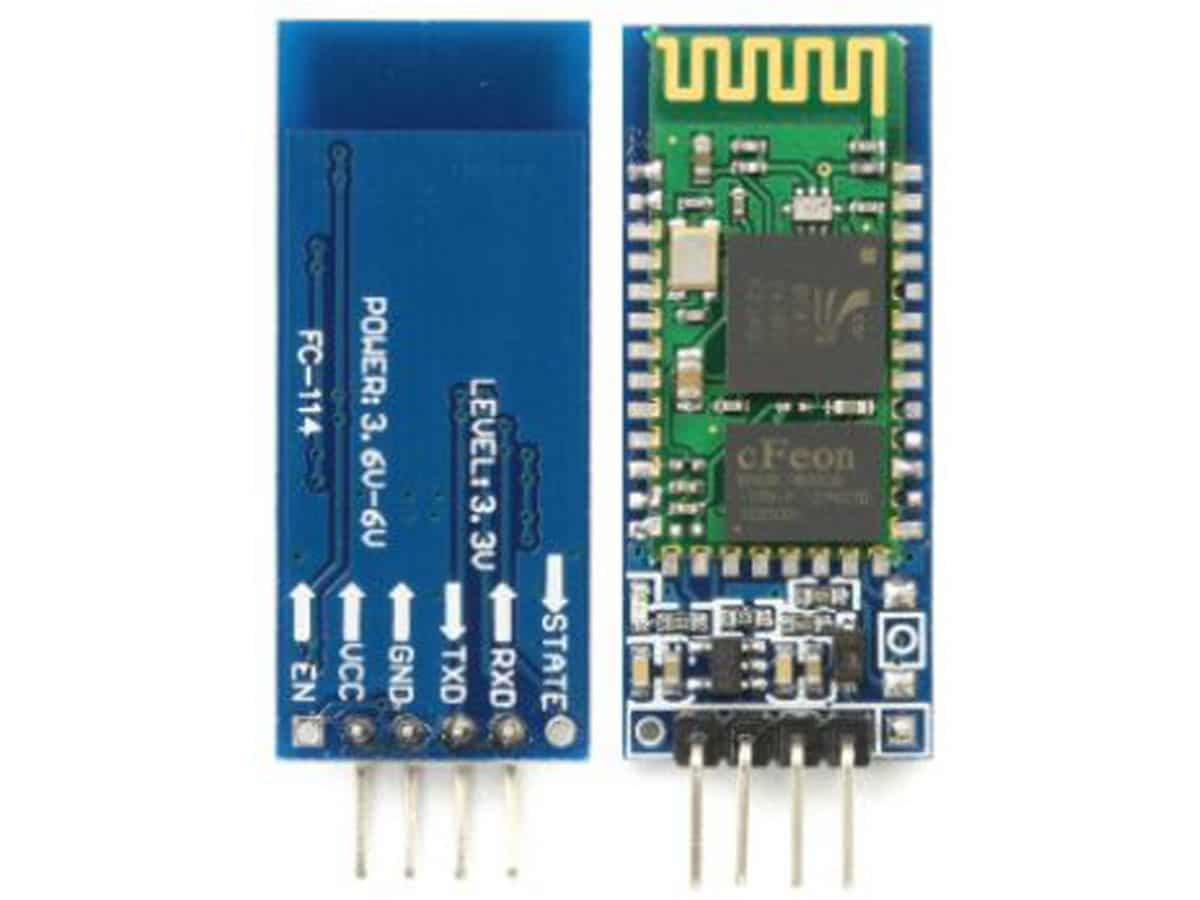 FC-114
POWER:3.6V-6V
LEVEL:3.3V
EN
VCC
GND
TXD
RXD
STATE
cFeon